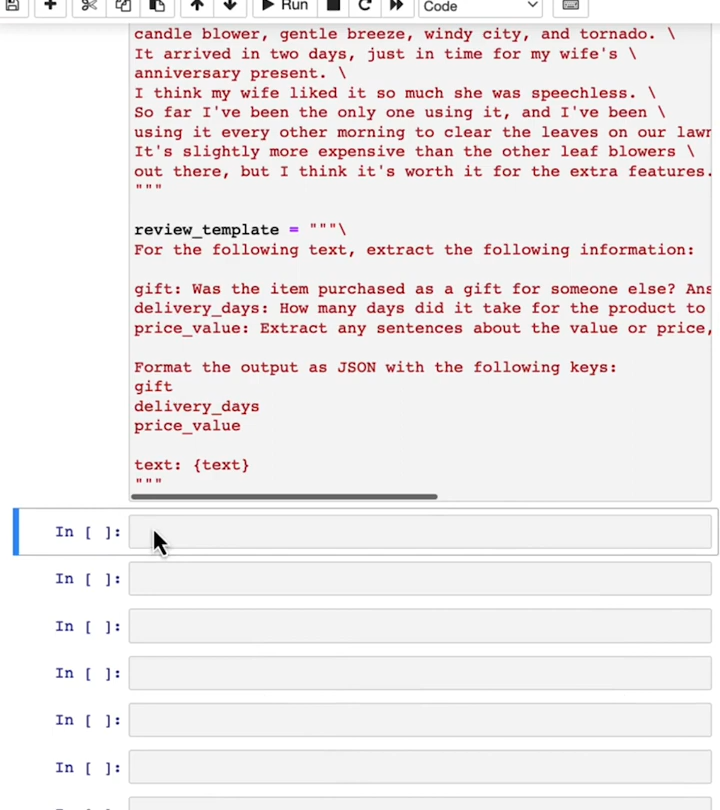 Run Code
candle blower, gentle breeze, windy city, and tornado. \
It arrived in two days, just in time for my wife's \
anniversary present. \
I think my wife liked it so much she was speechless. \
So far I've been the only one using it, and I've been \
using it every other morning to clear the leaves on our lawn
It's slightly more expensive than the other leaf blowers \
out there, but I think it's worth it for the extra features.
"""
review_template = """\
For the following text, extract the following information:
gift: Was the item purchased as a gift for someone else? Ans
delivery_days: How many days did it take for the product to
price_value: Extract any sentences about the value or price,
Format the output as JSON with the following keys:
gift
delivery_days
price_value
text: {text}
"""
In [ ]:
In [ ]:
In [ ]:
In [ ]:
In [ ]:
In [ ]: